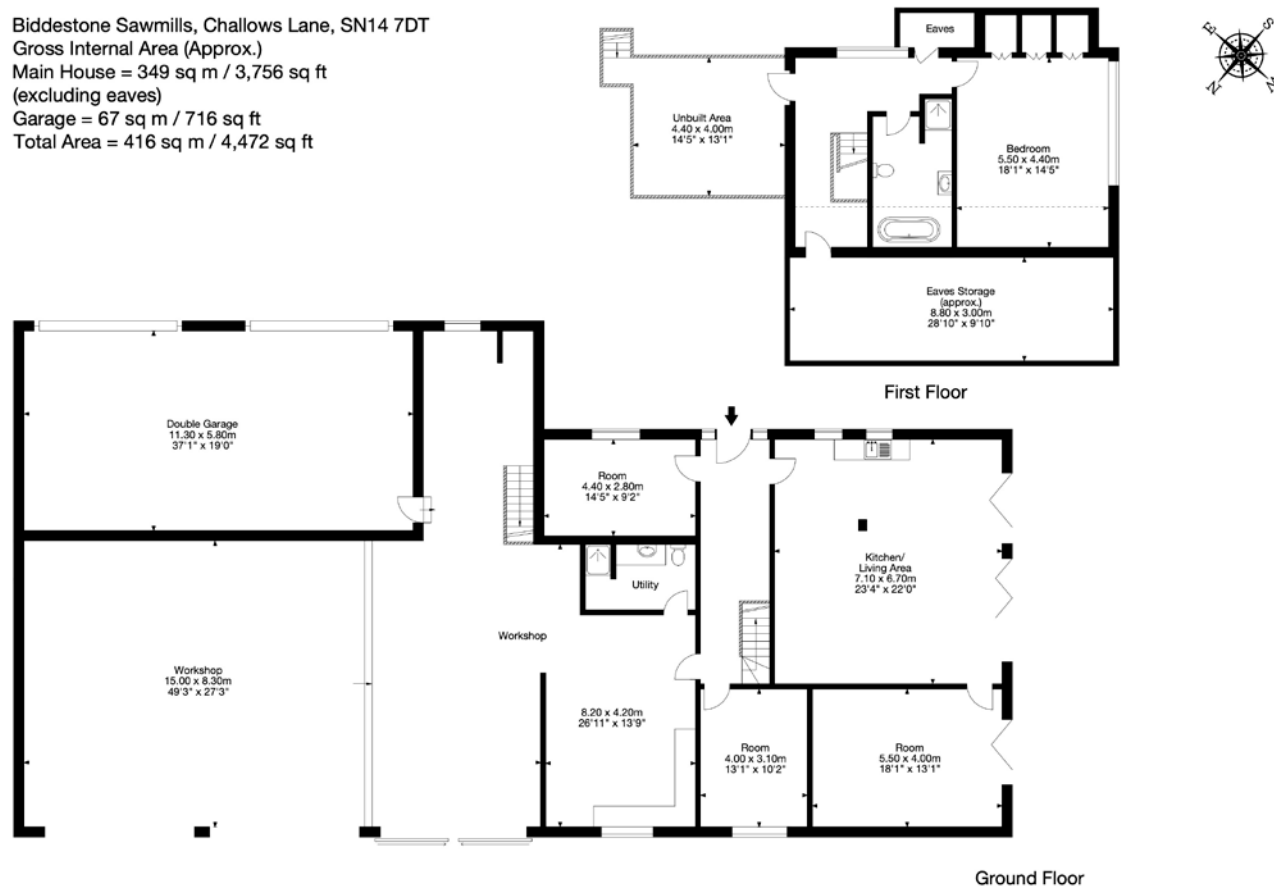 Biddestone Sawmills, Challows Lane, SN14 7DT
Gross Internal Area (Approx.)
Main House = 349 sq m / 3,756 sq ft
(excluding eaves)
Garage = 67 sq m / 716 sq ft
Total Area = 416 sq m / 4,472 sq ft
E
S
N
N
Eaves
Unbuilt Area
4.40 x 4.00m
14'5" x 13'1"
Bedroom
5.50 x 4.40m
18'1" x 14'5"
Eaves Storage
(approx.)
8.80 x 3.00m
28'10" x 9'10"
First Floor
Double Garage
11.30 x 5.80m
37'1" x 19'0"
Room
4.40 x 2.80m
14'5" x 9'2"
Kitchen/
Living Area
7.10 x 6.70m
23'4" x 22'0"
Utility
Workshop
Workshop
15.00 x 8.30m
49'3" x 27'3"
8.20 x 4.20m
26'11" x 13'9"
Room
4.00 x 3.10m
13'1" x 10'2"
Room
5.50 x 4.00m
18'1" x 13'1"
Ground Floor